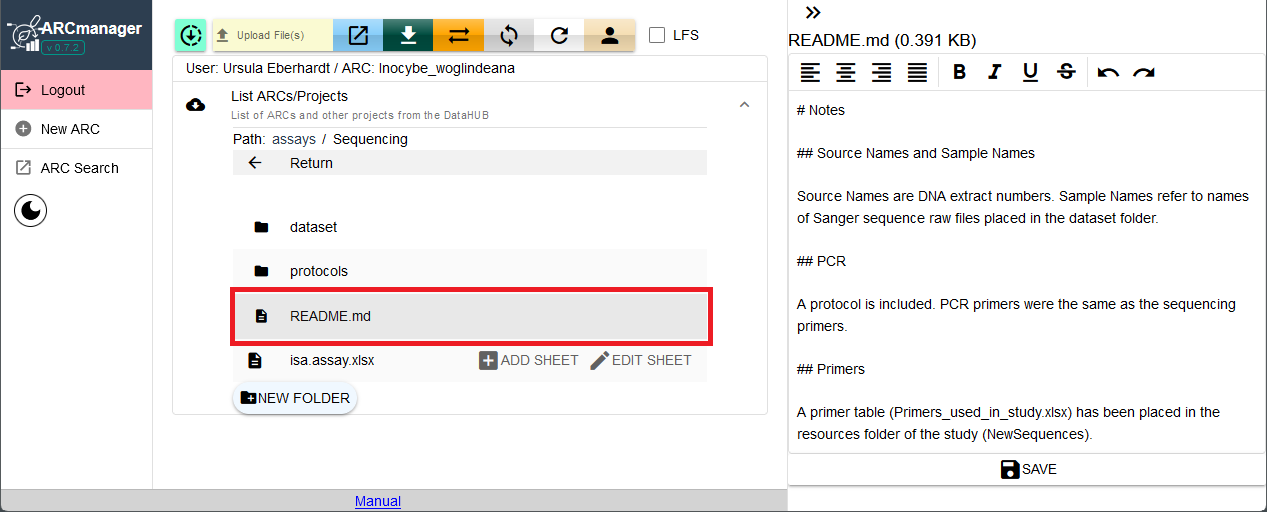 ARCmanager
v 0.7.2
Logout
New ARC
ARC Search
Upload File(s)
LFS
User: Ursula Eberhardt / ARC: Inocybe_woglindeana
List ARCs/Projects
List of ARCs and other projects from the DataHUB
Path: assays / Sequencing
Return
dataset
protocols
README.md
isa.assay.xlsx ADD SHEET EDIT SHEET
NEW FOLDER
Manual
README.md (0.391 KB)
B I U S
# Notes
## Source Names and Sample Names
Source Names are DNA extract numbers. Sample Names refer to names
of Sanger sequence raw files placed in the dataset folder.
## PCR
A protocol is included. PCR primers were the same as the sequencing
primers.
## Primers
A primer table (Primers_used_in_study.xlsx) has been placed in the
resources folder of the study (NewSequences).
SAVE